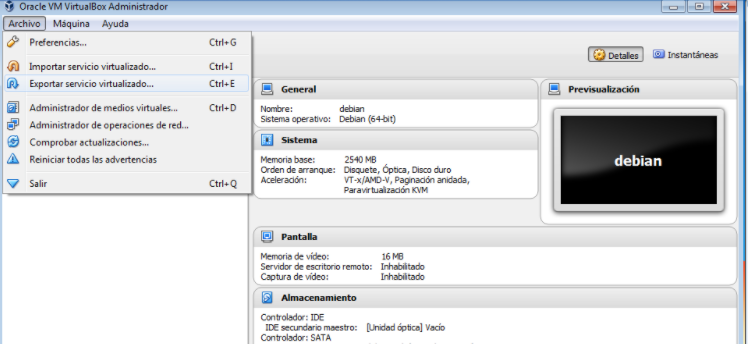 Oracle VM VirtualBox Administrador
Archivo Máquina Ayuda
Preferencias... Ctrl+G
Importar servicio virtualizado... Ctrl+I
Exportar servicio virtualizado... Ctrl+E
Administrador de medios virtuales... Ctrl+D
Administrador de operaciones de red...
Comprobar actualizaciones...
Reiniciar todas las advertencias
Salir Ctrl+Q
Detalles Instantáneas
General
Nombre: debian
Sistema operativo: Debian (64-bit)
Sistema
Memoria base: 2540 MB
Orden de arranque: Disquete, Óptica, Disco duro
Aceleración: VT-x/AMD-V, Paginación anidada,
Paravirtualización KVM
Previsualización
debian
Pantalla
Memoria de vídeo: 16 MB
Servidor de escritorio remoto: Inhabilitado
Captura de vídeo: Inhabilitado
Almacenamiento
Controlador: IDE
IDE secundario maestro: [Unidad óptica] Vacío
Controlador: SATA